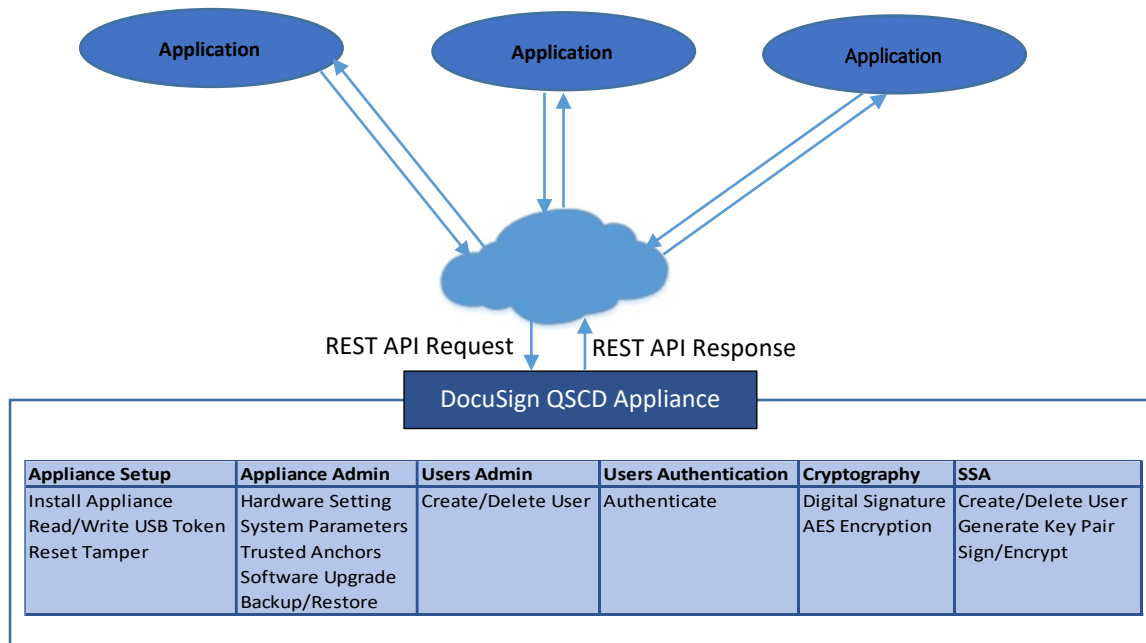 Application
Application
Application
REST API Request
REST API Response
DocuSign QSCD Appliance
Appliance Setup
Install Appliance
Read/Write USB Token
Reset Tamper
Appliance Admin
Hardware Setting
System Parameters
Trusted Anchors
Software Upgrade
Backup/Restore
Users Admin
Create/Delete User
Users Authentication
Authenticate
Cryptography
Digital Signature
AES Encryption
SSA
Create/Delete User
Generate Key Pair
Sign/Encrypt